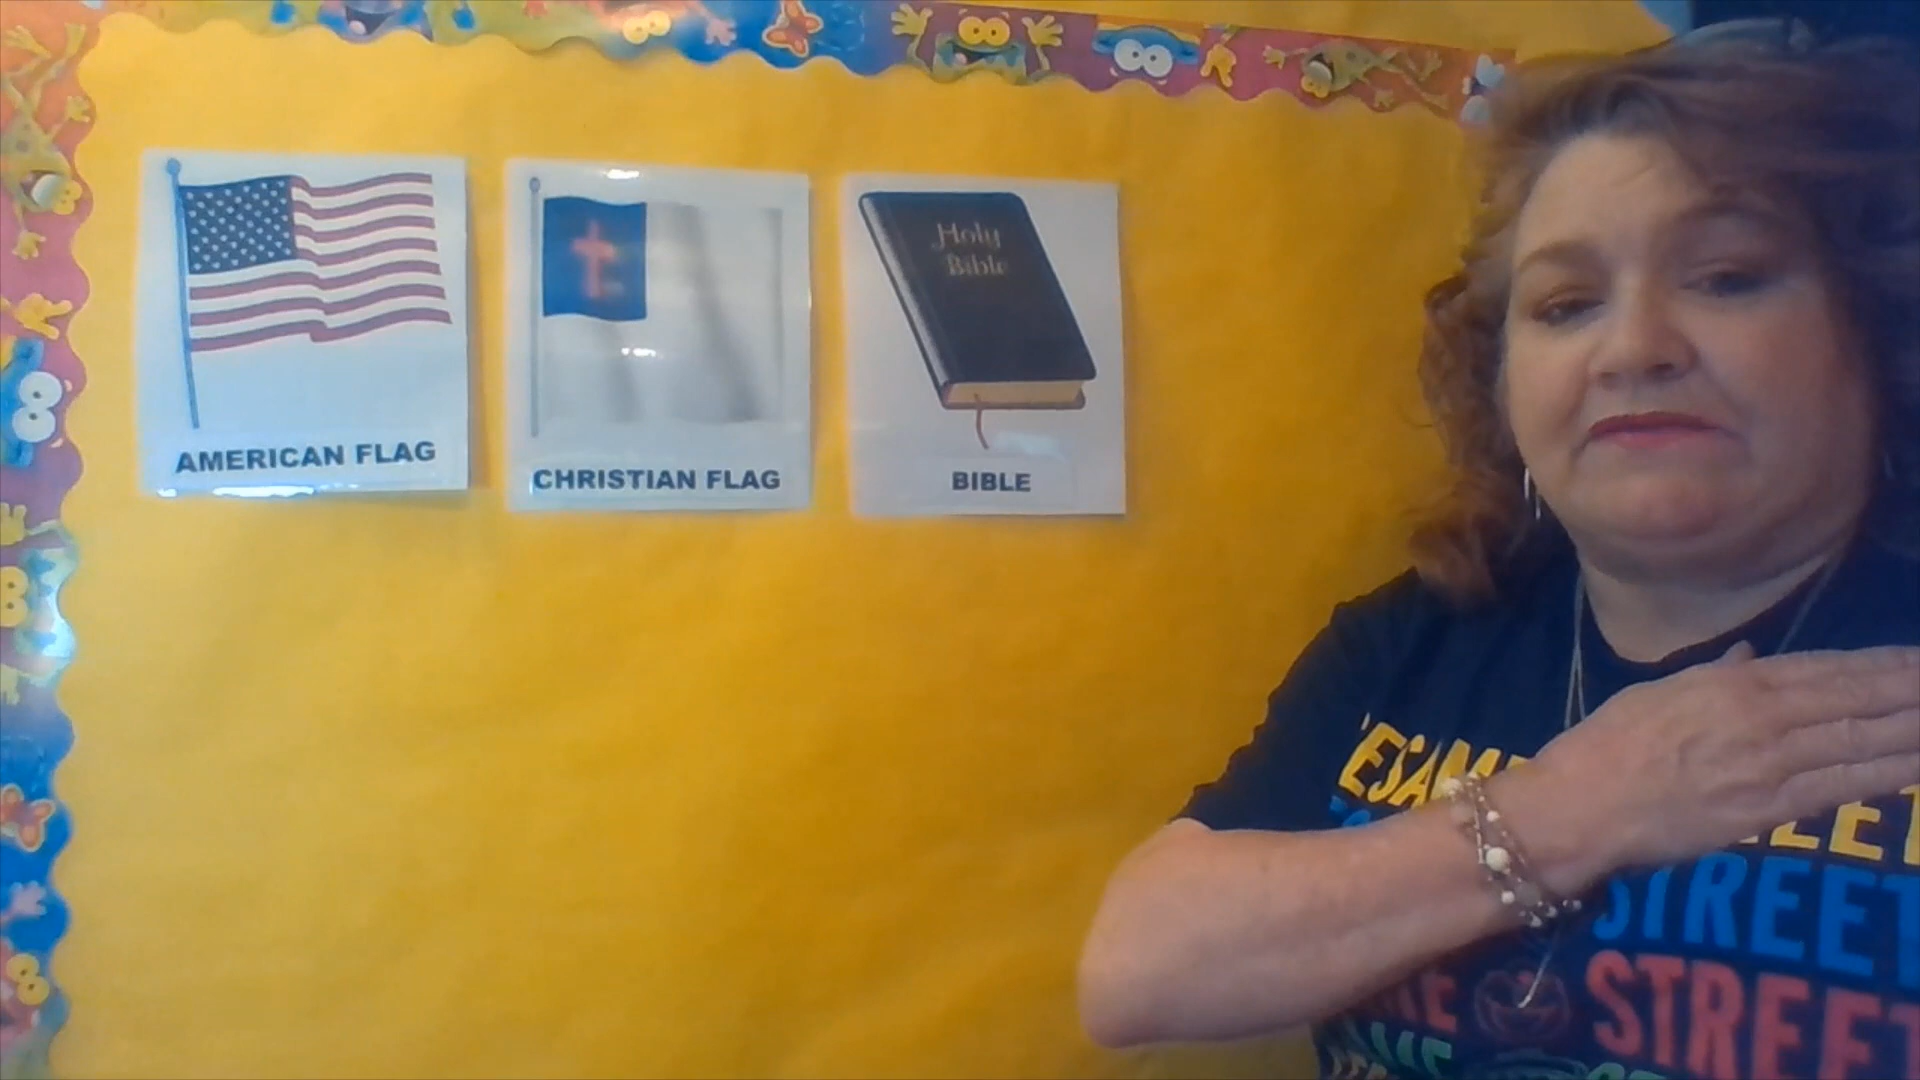 Holy
Bible
AMERICAN FLAG
CHRISTIAN FLAG
BIBLE
STREET
STREET